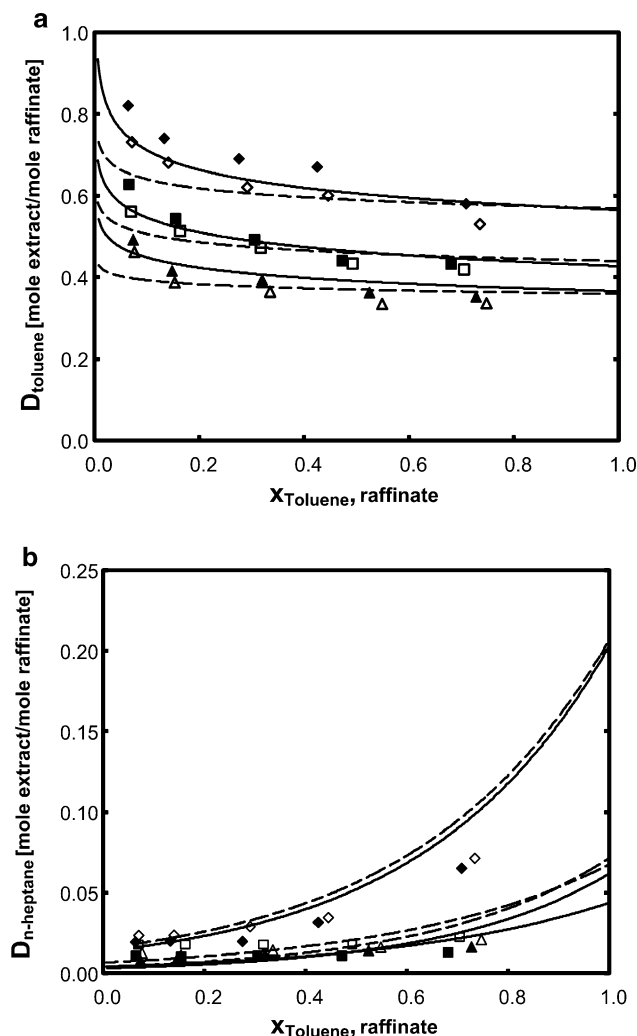 a
1.0
0.8
0.6
0.4
0.2
0.0
D toluene [mole extract/mole raffinate]
0.0 0.2 0.4 0.6 0.8 1.0
xToluene, raffinate
b
0.25
0.20
0.15
0.10
0.05
0.00
D n-heptane [mole extract/mole raffinate]
0.0 0.2 0.4 0.6 0.8 1.0
xToluene, raffinate